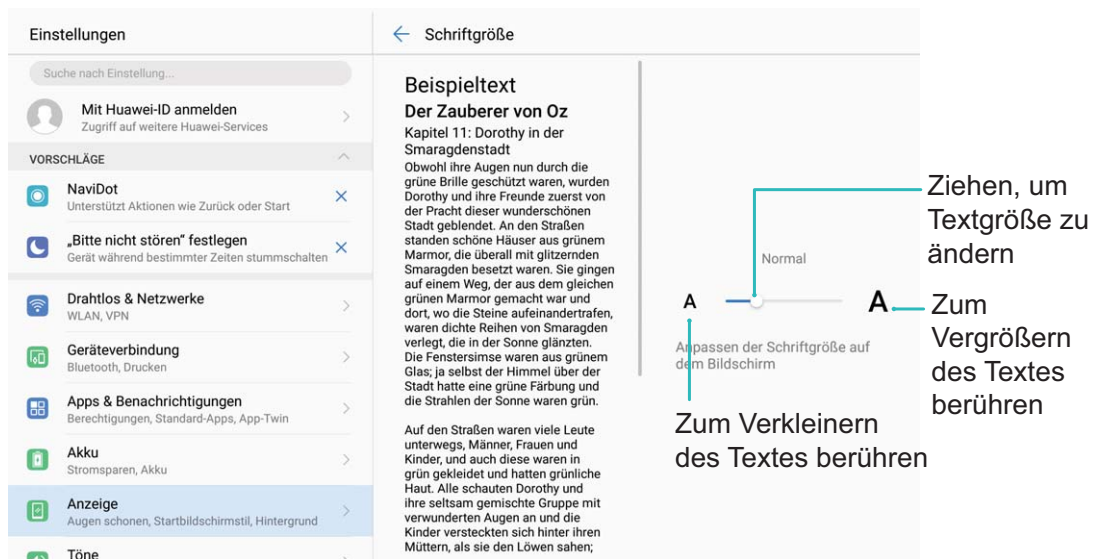 Einstellungen
Suche nach Einstellung...
Mit Huawei-ID anmelden
Zugriff auf weitere Huawei-Services
VORSCHLÄGE
NaviDot
Unterstützt Aktionen wie Zurück oder Start
„Bitte nicht stören“ festlegen
Gerät während bestimmter Zeiten stummschalten
Drahtlos & Netzwerke
WLAN, VPN
Geräteverbindung
Bluetooth, Drucken
Apps & Benachrichtigungen
Berechtigungen, Standard-Apps, App-Twin
Akku
Stromsparen, Akku
Anzeige
Augen schonen, Startbildschirmstil, Hintergrund
Töne
Schriftgröße
Beispieltext
Der Zauberer von Oz
Kapitel 11: Dorothy in der
Smaragdenstadt
Obwohl ihre Augen nun durch die
grüne Brille geschützt waren, wurden
Dorothy und ihre Freunde zuerst von
der Pracht dieser wunderschönen
Stadt geblendet. An den Straßen
standen schöne Häuser aus grünem
Marmor, die überall mit glitzernden
Smaragden besetzt waren. Sie gingen
auf einem Weg, der aus dem gleichen
grünen Marmor gemacht war und
dort, wo die Steine aufeinandertrafen,
waren dichte Reihen von Smaragden
verlegt, die in der Sonne glänzten.
Die Fenstersimse waren aus grünem
Glas; ja selbst der Himmel über der
Stadt hatte eine grüne Färbung und
die Strahlen der Sonne waren grün.
Auf den Straßen waren viele Leute
unterwegs, Männer, Frauen und
Kinder, und auch diese waren in
grün gekleidet und hatten grünliche
Haut. Alle schauten Dorothy und
ihre seltsam gemischte Gruppe mit
verwunderten Augen an und die
Kinder versteckten sich hinter ihren
Müttern, als sie den Löwen sahen;
Normal
A
A
Anpassen der Schriftgröße auf
dem Bildschirm
Ziehen, um
Textgröße zu
ändern
Zum
Vergrößern
des Textes
berühren
Zum Verkleinern
des Textes berühren